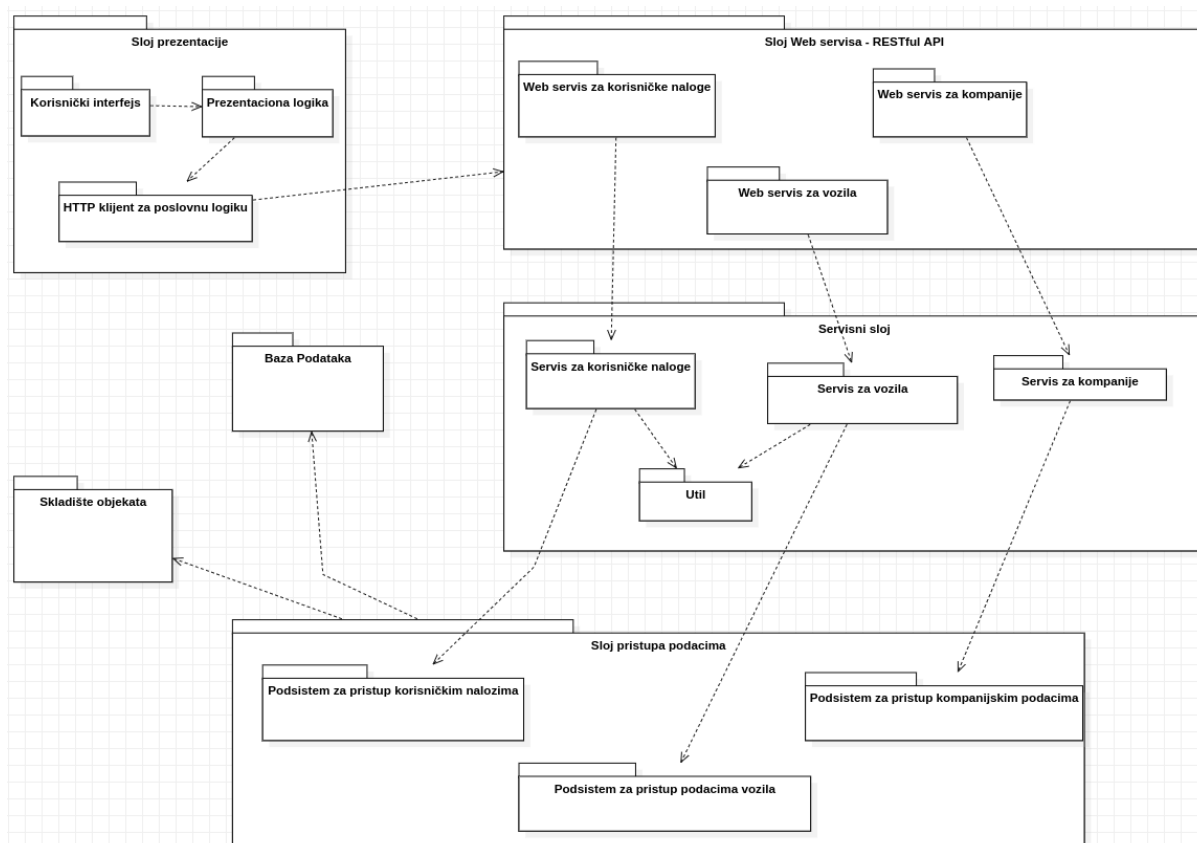 Sloj prezentacije
Korisnički interfejs
Prezentaciona logika
HTTP klijent za poslovnu logiku
Sloj Web servisa - RESTful API
Web servis za korisničke naloge
Web servis za kompanije
Web servis za vozila
Servisni sloj
Servis za korisničke naloge
Servis za vozila
Servis za kompanije
Util
Baza Podataka
Skladište objekata
Sloj pristupa podacima
Podsistem za pristup korisničkim nalozima
Podsistem za pristup kompanijskim podacima
Podsistem za pristup podacima vozila